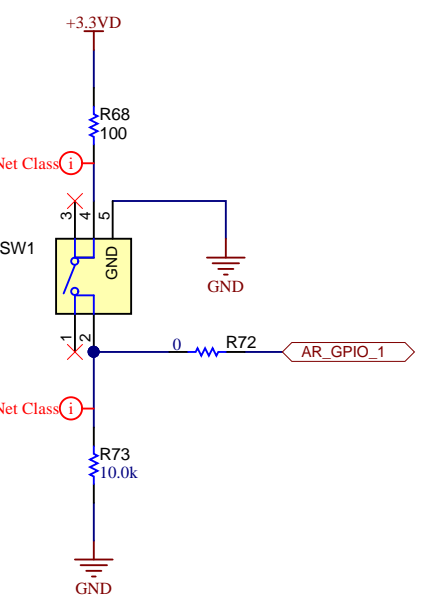 +3.3VD
R68
100
Net Class i
3
4
5
SW1
GND
GND
1
2
0
R72
AR_GPIO_1
Net Class i
R73
10.0k
GND